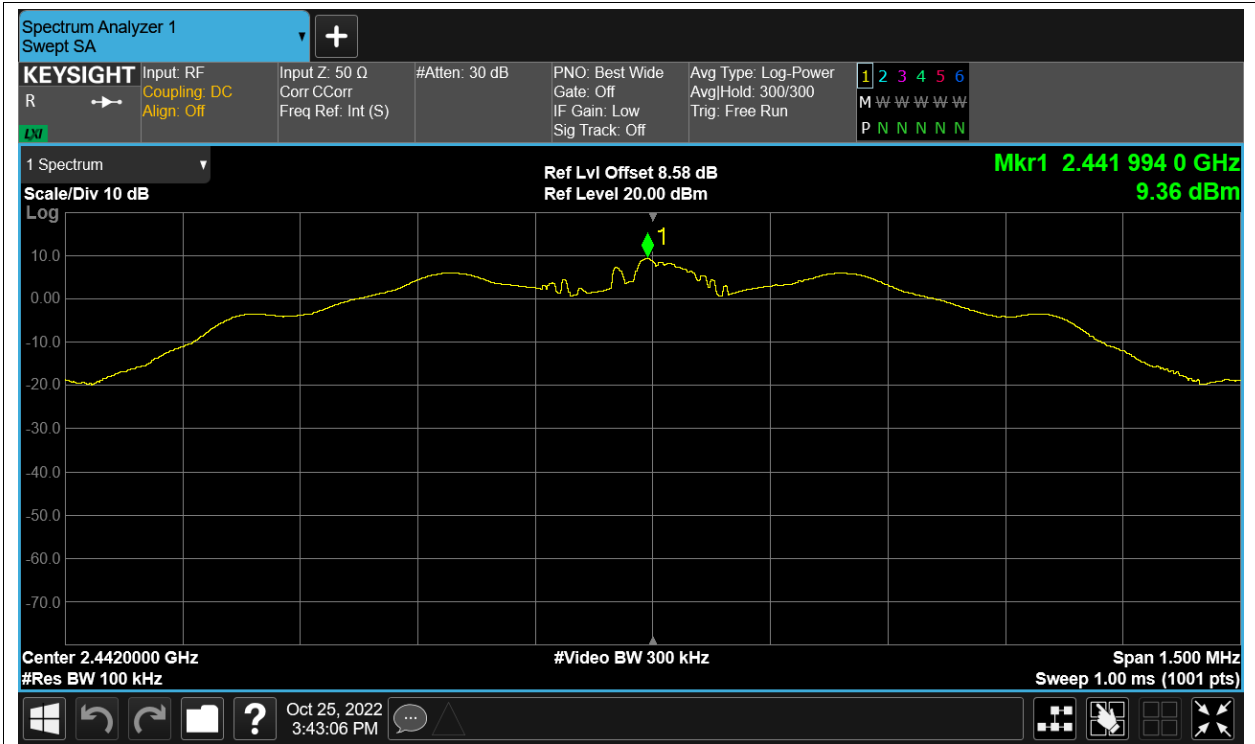 Spectrum Analyzer 1
Swept SA
KEYSIGHT
R
LXI
Input: RF
Coupling: DC
Align: Off
Input Z: 50 Ω
Corr CCorr
Freq Ref: Int (S)
#Atten: 30 dB
PNO: Best Wide
Gate: Off
IF Gain: Low
Sig Track: Off
Avg Type: Log-Power
Avg|Hold: 300/300
Trig: Free Run
1 2 3 4 5 6
M W W W W W
P N N N N N
1 Spectrum
Scale/Div 10 dB
Log
Ref Lvl Offset 8.58 dB
Ref Level 20.00 dBm
Mkr1 2.441 994 0 GHz
9.36 dBm
1
10.0
0.00
-10.0
-20.0
-30.0
-40.0
-50.0
-60.0
-70.0
Center 2.4420000 GHz
#Video BW 300 kHz
Span 1.500 MHz
#Res BW 100 kHz
Sweep 1.00 ms (1001 pts)
?
Oct 25, 2022
3:43:06 PM